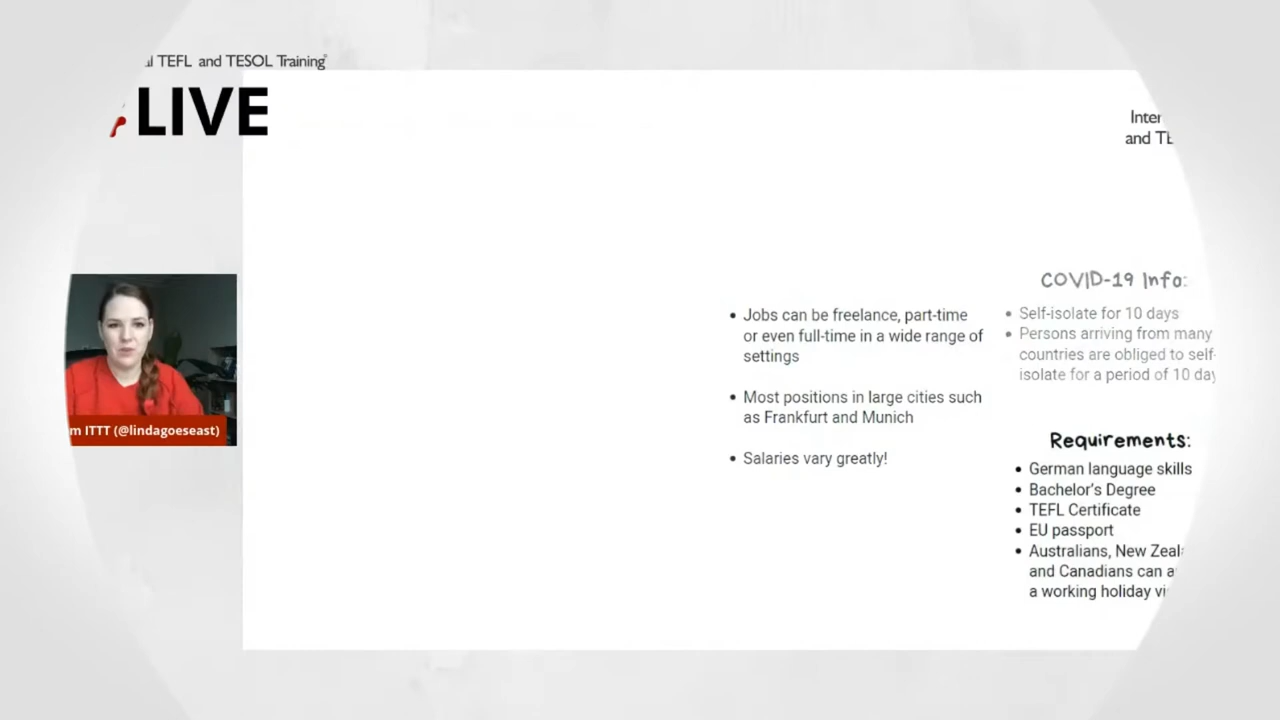 TEFL and TESOL Training
LIVE
m ITTT (@lindagoeseast)
• Jobs can be freelance, part-time
or even full-time in a wide range of
settings
• Most positions in large cities such
as Frankfurt and Munich
• Salaries vary greatly!
Inter
and TE
COVID-19 Info:
• Self-isolate for 10 days
• Persons arriving from many
countries are obliged to self-
isolate for a period of 10 day
Requirements:
• German language skills
• Bachelor's Degree
• TEFL Certificate
• EU passport
• Australians, New Zeal
and Canadians can a
a working holiday vi